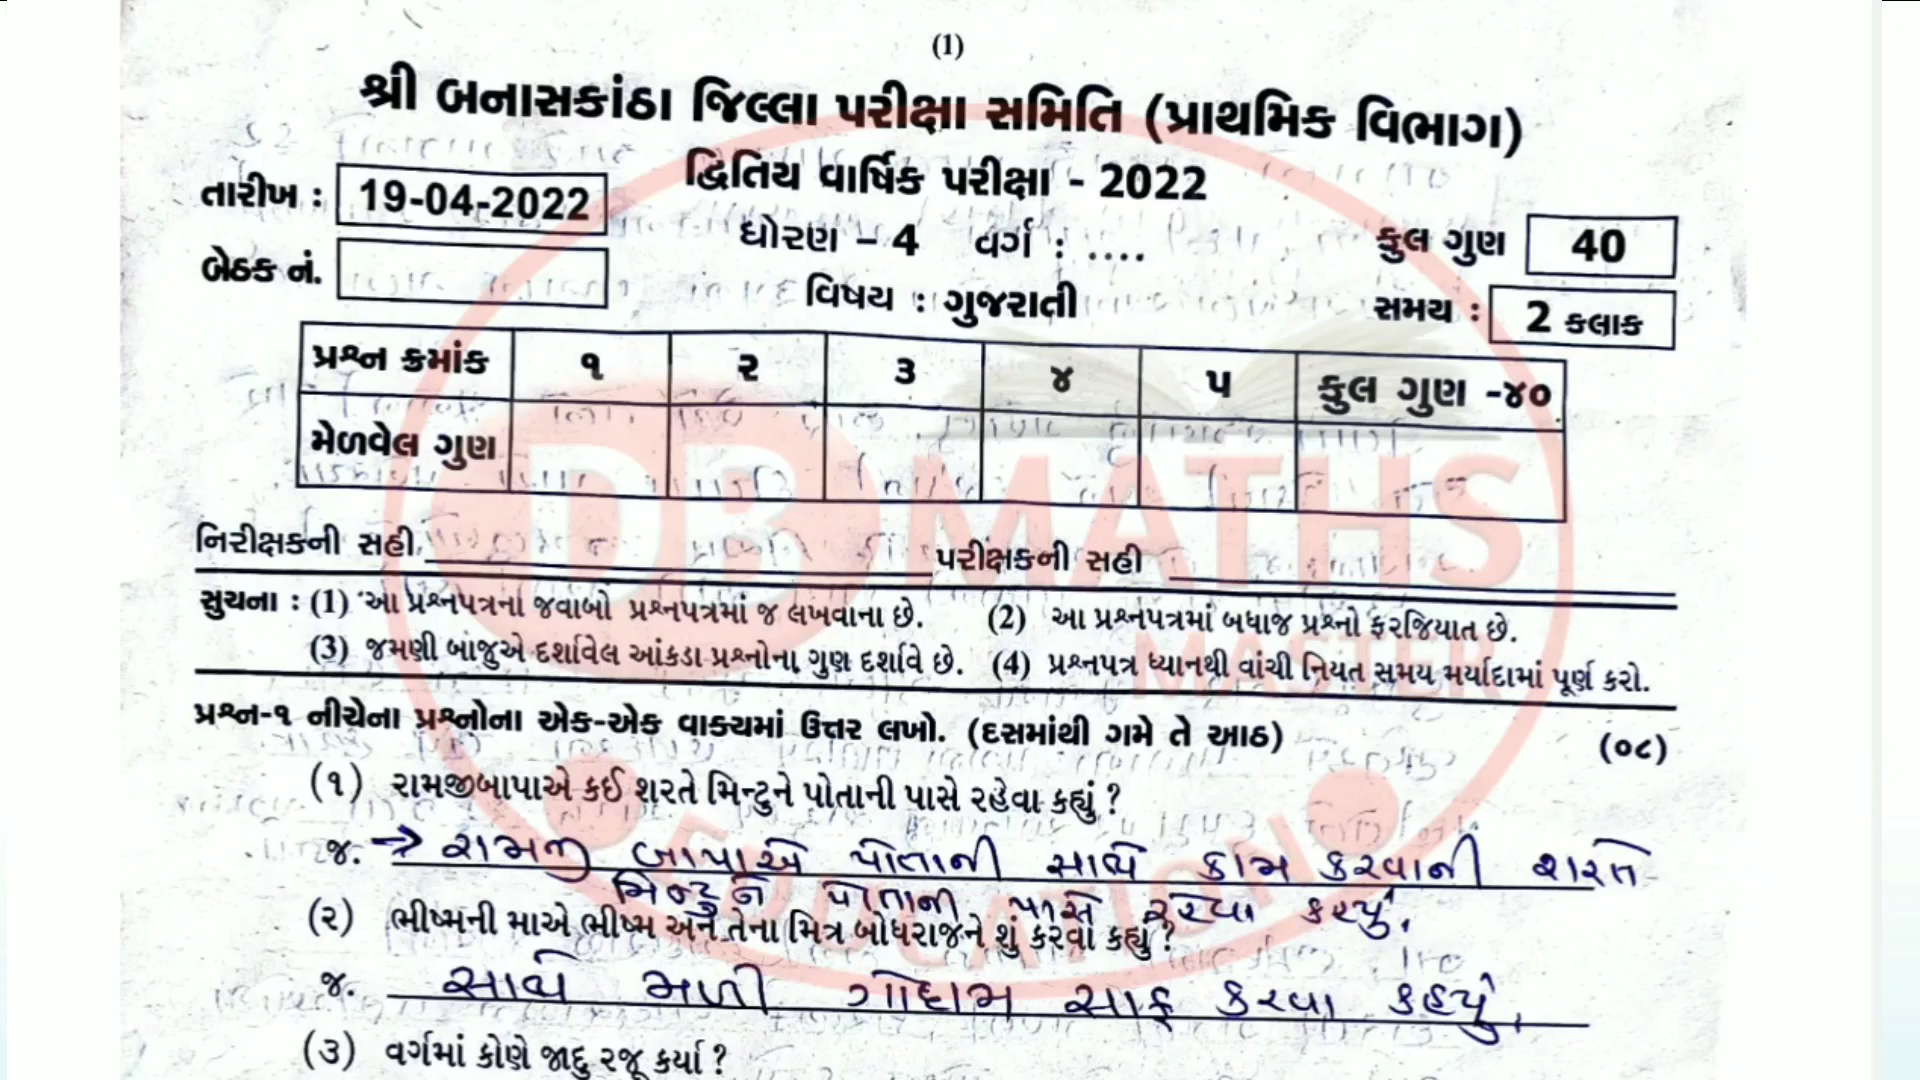 (1)
શ્રી બનાસકાંઠા જિલ્લા પરીક્ષા સમિતિ (પ્રાથમિક વિભાગ)
દ્વિતિય વાર્ષિક પરીક્ષા - 2022
તારીખ : 19-04-2022
ધોરણ – 4 વર્ગ : ....
કુલ ગુણ 40
બેઠક નં.
વિષય : ગુજરાતી
સમય : 2 કલાક
પ્રશ્ન ક્રમાંક ૧ ૨ ૩ ૪ ૫ કુલ ગુણ -૪૦
મેળવેલ ગુણ
DB MATHS
MASTER
EDUCATION
નિરીક્ષકની સહી પરીક્ષકની સહી
સુચના : (1) આ પ્રશ્નપત્રના જવાબો પ્રશ્નપત્રમાં જ લખવાના છે. (2) આ પ્રશ્નપત્રમાં બધાજ પ્રશ્નો ફરજિયાત છે.
(3) જમણી બાજુએ દર્શાવેલ આંકડા પ્રશ્નોના ગુણ દર્શાવે છે. (4) પ્રશ્નપત્ર ધ્યાનથી વાંચી નિયત સમય મર્યાદામાં પૂર્ણ કરો.
પ્રશ્ન-૧ નીચેના પ્રશ્નોના એક-એક વાક્યમાં ઉત્તર લખો. (દસમાંથી ગમે તે આઠ) (૦૮)
(૧) રામજીબાપાએ કઈ શરતે મિન્ટુને પોતાની પાસે રહેવા કહ્યું ?
જ. → રામજી બાપાએ પોતાની સાથે કામ કરવાની શરતે
મિન્ટુને પોતાની પાસે રહેવા કહ્યું.
(૨) ભીષ્મની માએ ભીષ્મ અને તેના મિત્ર બોધરાજને શું કરવા કહ્યું ?
જ. સાથે મળી ગોદામ સાફ કરવા કહયું.
(૩) વર્ગમાં કોણે જાદુ રજૂ કર્યા ?